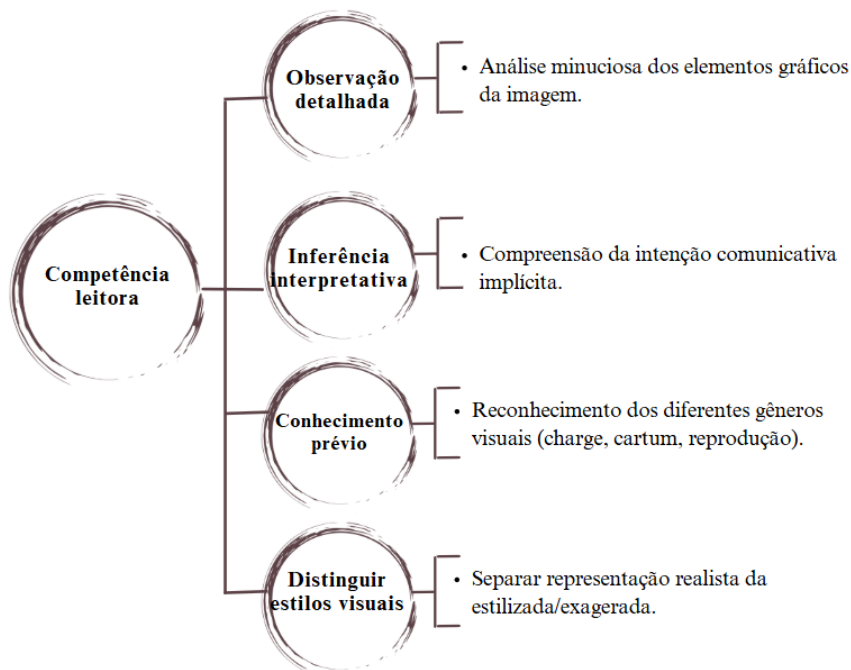 Competência
leitora
Observação
detalhada
• Análise minuciosa dos elementos gráficos
da imagem.
Inferência
interpretativa
• Compreensão da intenção comunicativa
implícita.
Conhecimento
prévio
• Reconhecimento dos diferentes gêneros
visuais (charge, cartum, reprodução).
Distinguir
estilos visuais
• Separar representação realista da
estilizada/exagerada.